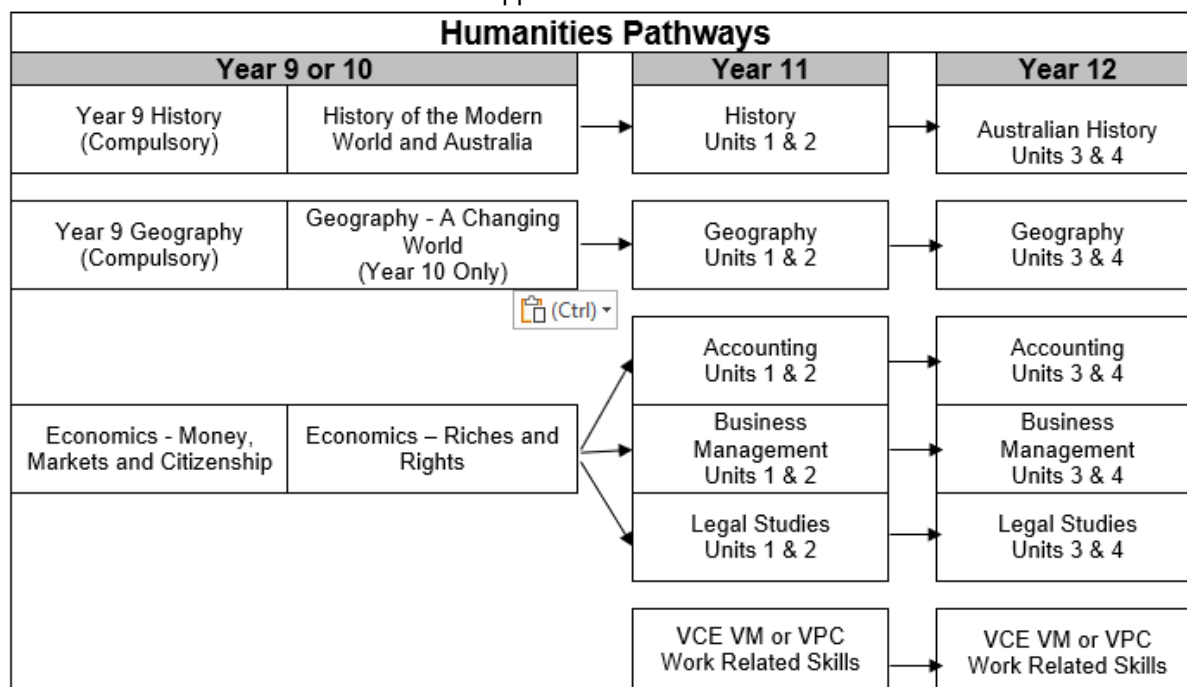 Humanities Pathways
Year 9 or 10
Year 11
Year 12
Year 9 History
(Compulsory)
History of the Modern
World and Australia
History
Units 1 & 2
Australian History
Units 3 & 4
Year 9 Geography
(Compulsory)
Geography - A Changing
World
(Year 10 Only)
Geography
Units 1 & 2
Geography
Units 3 & 4
(Ctrl)
Accounting
Units 1 & 2
Accounting
Units 3 & 4
Economics - Money,
Markets and Citizenship
Economics – Riches and
Rights
Business
Management
Units 1 & 2
Business
Management
Units 3 & 4
Legal Studies
Units 1 & 2
Legal Studies
Units 3 & 4
VCE VM or VPC
Work Related Skills
VCE VM or VPC
Work Related Skills